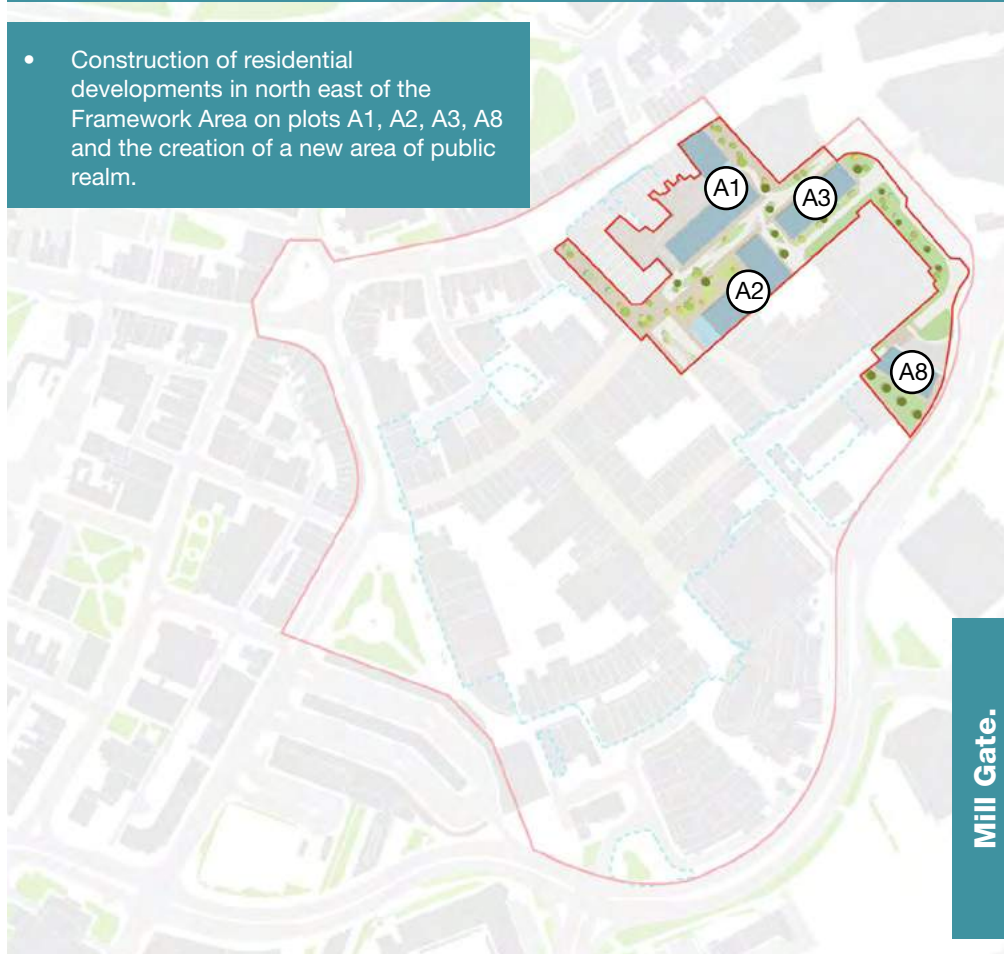 • Construction of residential
developments in north east of the
Framework Area on plots A1, A2, A3, A8
and the creation of a new area of public
realm.
A1
A3
A2
A8
Mill Gate.